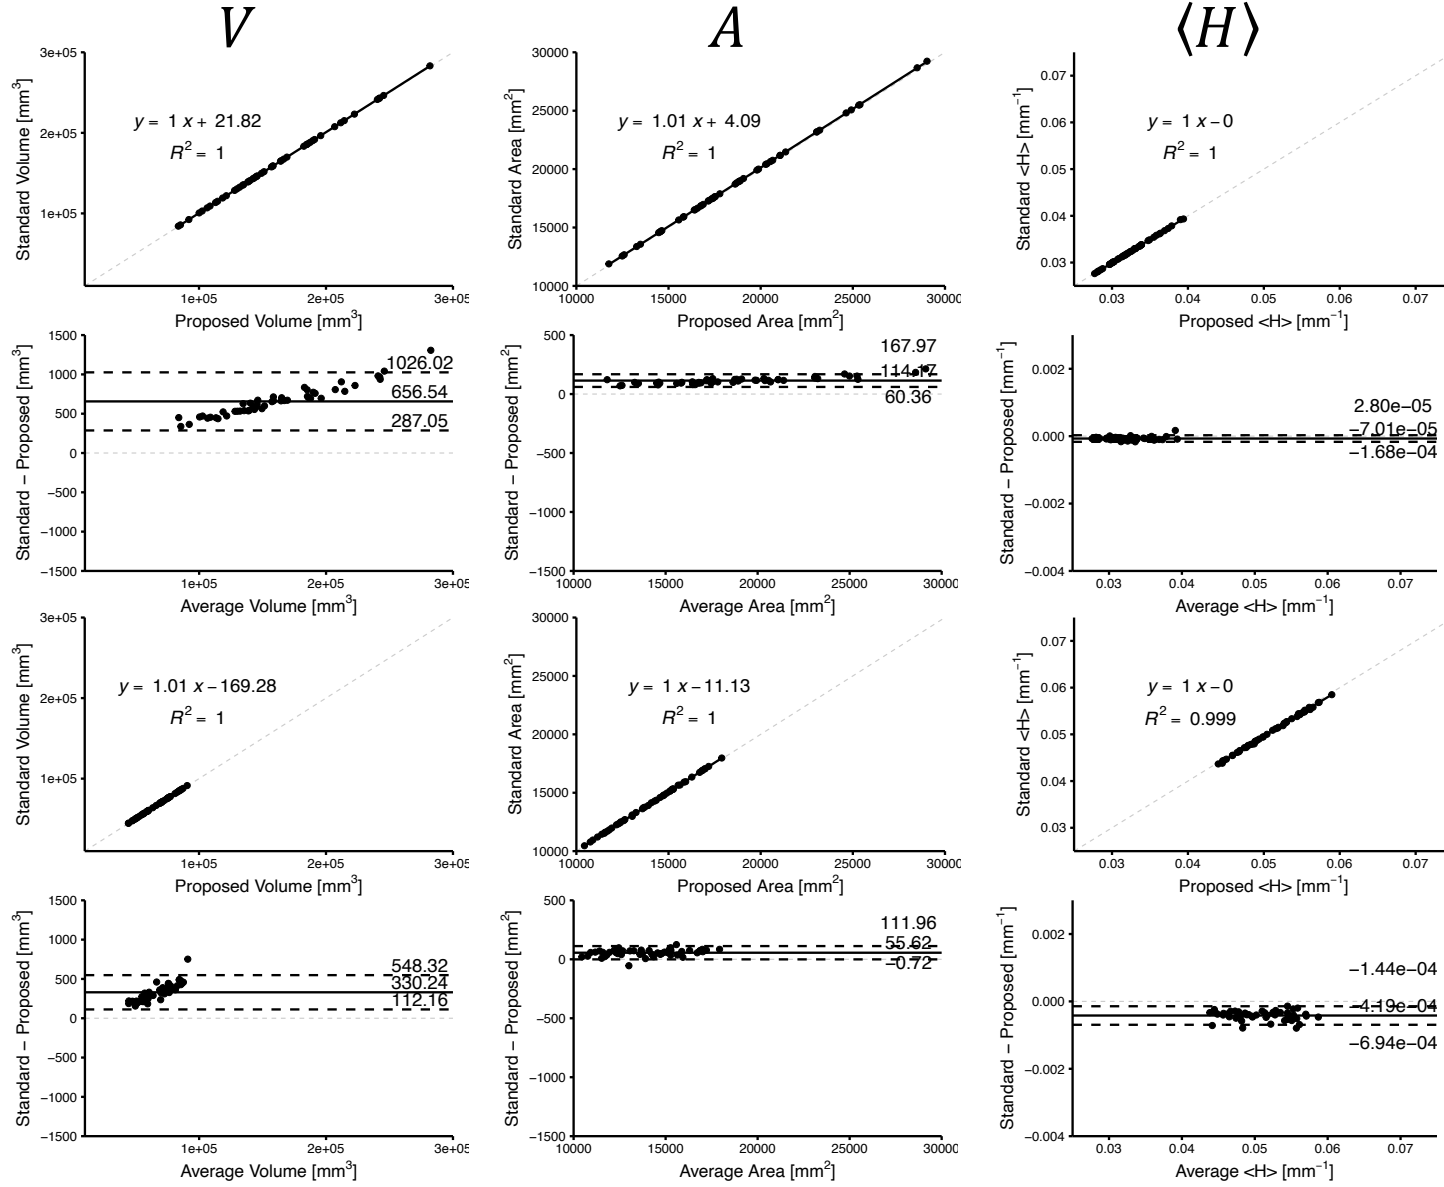 V
A
⟨H⟩
Standard Volume [mm³]
3e+05
2e+05
1e+05
y = 1 x + 21.82
R² = 1
1e+05 2e+05 3e+05
Proposed Volume [mm³]
Standard Area [mm²]
30000
25000
20000
15000
10000
y = 1.01 x + 4.09
R² = 1
10000 15000 20000 25000 30000
Proposed Area [mm²]
Standard <H> [mm⁻¹]
0.07
0.06
0.05
0.04
0.03
y = 1 x − 0
R² = 1
0.03 0.04 0.05 0.06 0.07
Proposed <H> [mm⁻¹]
Standard − Proposed [mm³]
1500
1000
500
0
−500
−1000
−1500
1026.02
656.54
287.05
1e+05 2e+05 3e+05
Average Volume [mm³]
Standard − Proposed [mm²]
500
0
−500
−1000
−1500
167.97
114.17
60.36
10000 15000 20000 25000 30000
Average Area [mm²]
Standard − Proposed [mm⁻¹]
0.002
0.000
−0.002
−0.004
2.80e−05
−7.01e−05
−1.68e−04
0.03 0.04 0.05 0.06 0.07
Average <H> [mm⁻¹]
Standard Volume [mm³]
3e+05
2e+05
1e+05
y = 1.01 x − 169.28
R² = 1
1e+05 2e+05 3e+05
Proposed Volume [mm³]
Standard Area [mm²]
30000
25000
20000
15000
10000
y = 1 x − 11.13
R² = 1
10000 15000 20000 25000 30000
Proposed Area [mm²]
Standard <H> [mm⁻¹]
0.07
0.06
0.05
0.04
0.03
y = 1 x − 0
R² = 0.999
0.03 0.04 0.05 0.06 0.07
Proposed <H> [mm⁻¹]
Standard − Proposed [mm³]
1500
1000
500
0
−500
−1000
−1500
548.32
330.24
112.16
1e+05 2e+05 3e+05
Average Volume [mm³]
Standard − Proposed [mm²]
500
0
−500
−1000
−1500
111.96
55.62
−0.72
10000 15000 20000 25000 30000
Average Area [mm²]
Standard − Proposed [mm⁻¹]
0.002
0.000
−0.002
−0.004
−1.44e−04
−4.19e−04
−6.94e−04
0.03 0.04 0.05 0.06 0.07
Average <H> [mm⁻¹]